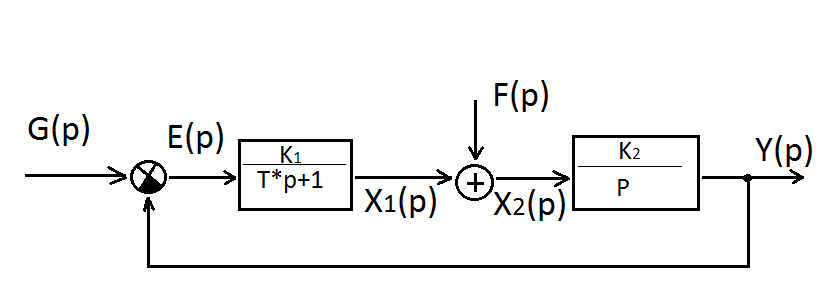 G(p)
E(p)
K1
T*p+1
X1(p)
F(p)
+
X2(p)
K2
P
Y(p)